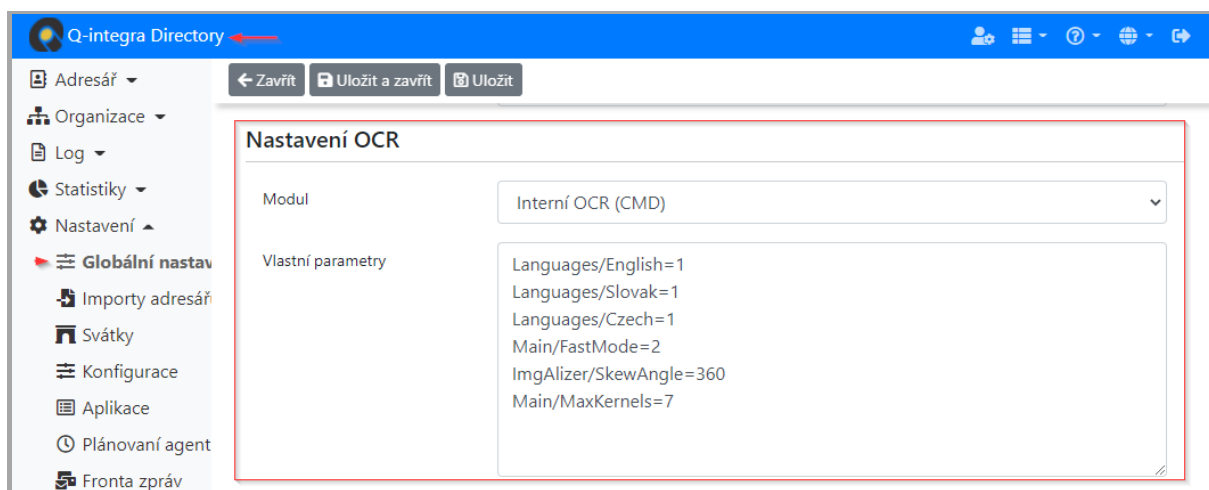 Q-integra Directory
Zavřít
Uložit a zavřít
Uložit
Adresář
Organizace
Log
Statistiky
Nastavení
Globální nastav
Importy adresář
Svátky
Konfigurace
Aplikace
Plánovaní agent
Fronta zpráv
Nastavení OCR
Modul
Interní OCR (CMD)
Vlastní parametry
Languages/English=1
Languages/Slovak=1
Languages/Czech=1
Main/FastMode=2
ImgAlizer/SkewAngle=360
Main/MaxKernels=7